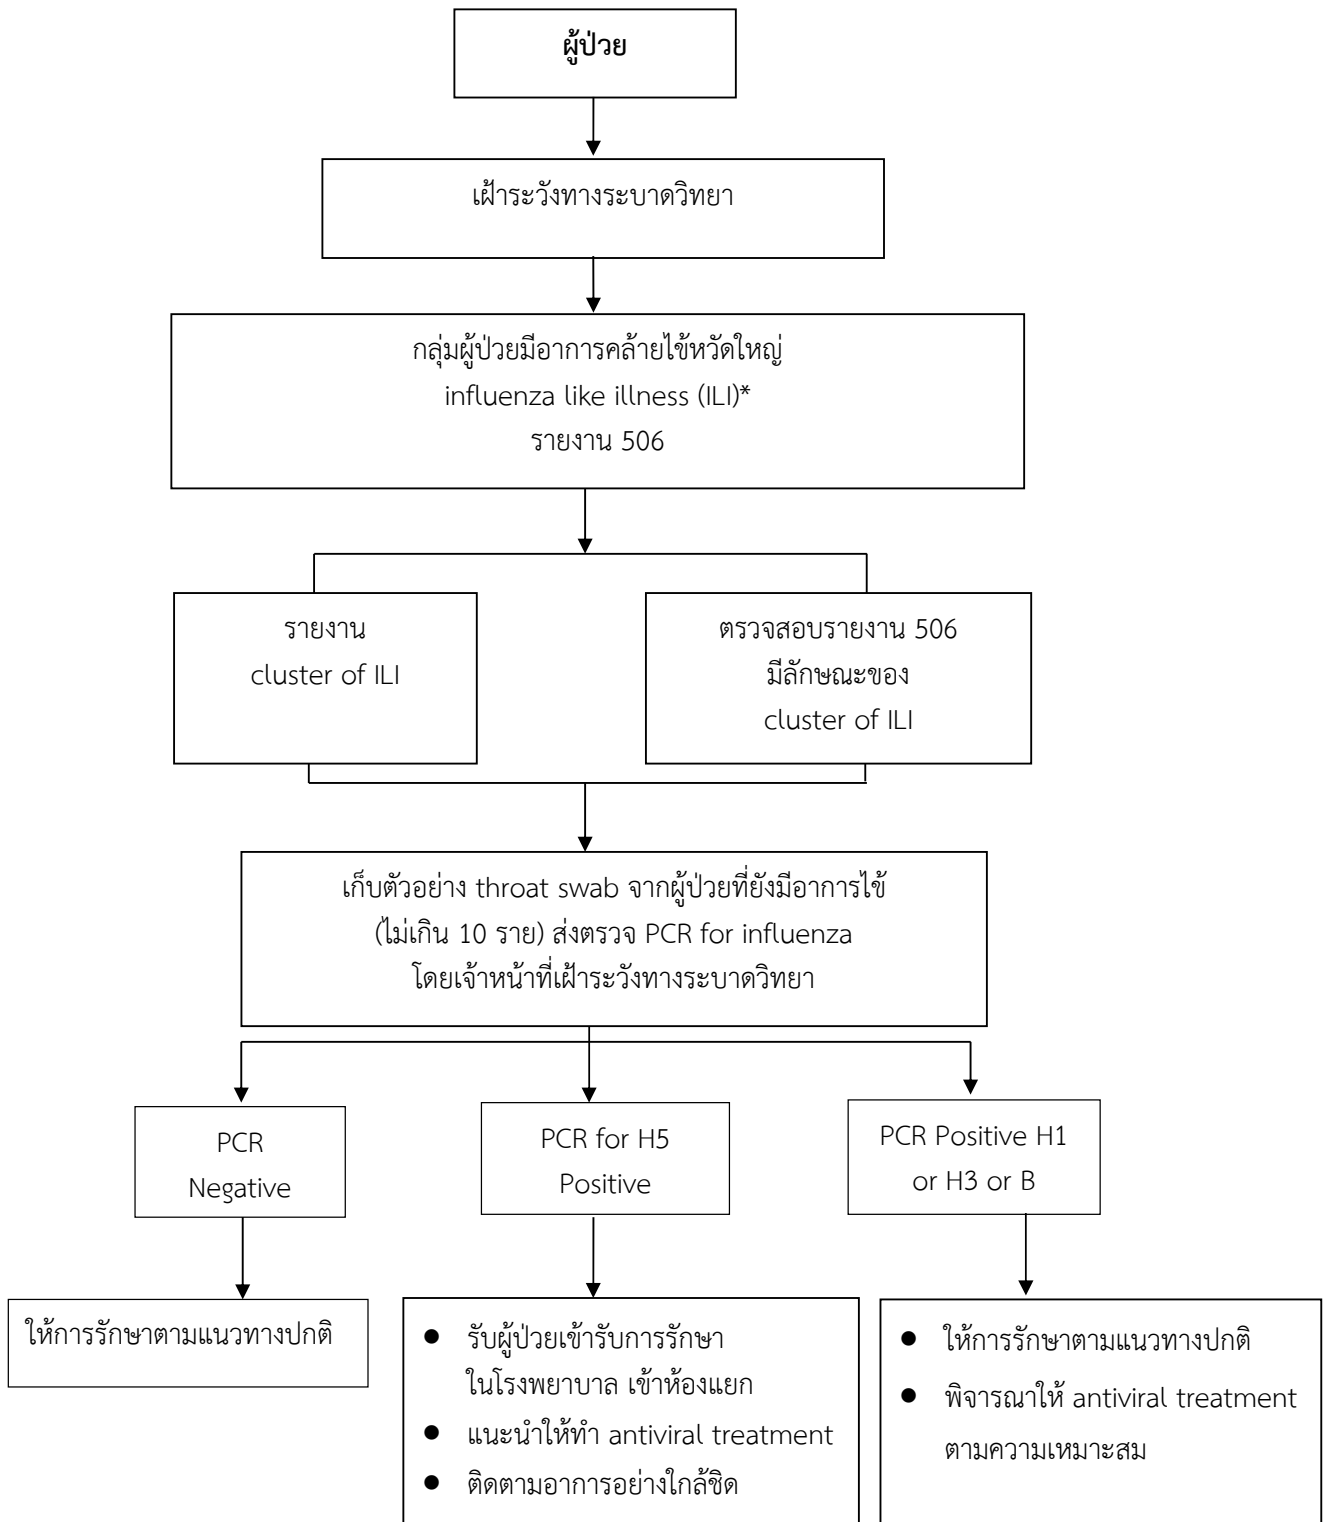 ผู้ป่วย
เฝ้าระวังทางระบาดวิทยา
กลุ่มผู้ป่วยมีอาการคล้ายไข้หวัดใหญ่
influenza like illness (ILI)*
รายงาน 506
รายงาน
cluster of ILI
ตรวจสอบรายงาน 506
มีลักษณะของ
cluster of ILI
เก็บตัวอย่าง throat swab จากผู้ป่วยที่ยังมีอาการไข้
(ไม่เกิน 10 ราย) ส่งตรวจ PCR for influenza
โดยเจ้าหน้าที่เฝ้าระวังทางระบาดวิทยา
PCR
Negative
PCR for H5
Positive
PCR Positive H1
or H3 or B
ให้การรักษาตามแนวทางปกติ
● รับผู้ป่วยเข้ารับการรักษา
ในโรงพยาบาล เข้าห้องแยก
● แนะนำให้ทำ antiviral treatment
● ติดตามอาการอย่างใกล้ชิด
● ให้การรักษาตามแนวทางปกติ
● พิจารณาให้ antiviral treatment
ตามความเหมาะสม